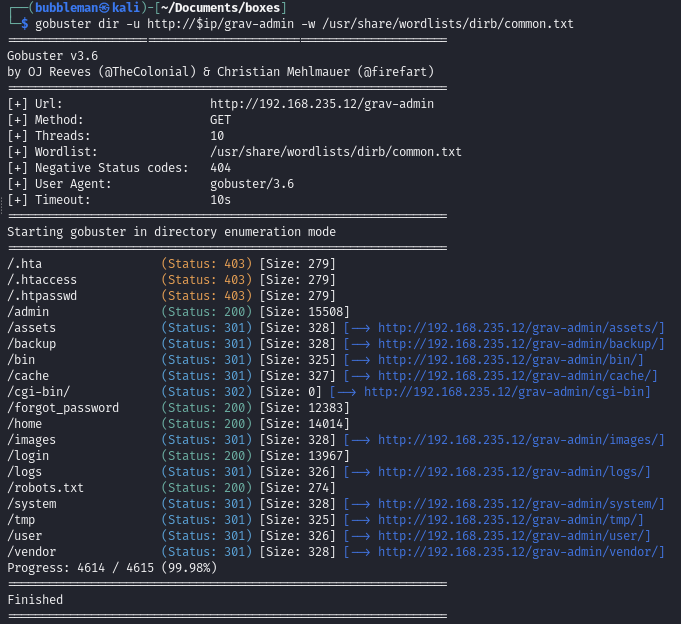 ┌──(bubbleman㉿kali)-[~/Documents/boxes]
└─$ gobuster dir -u http://$ip/grav-admin -w /usr/share/wordlists/dirb/common.txt
===============================================================
Gobuster v3.6
by OJ Reeves (@TheColonial) & Christian Mehlmauer (@firefart)
===============================================================
[+] Url:                     http://192.168.235.12/grav-admin
[+] Method:                  GET
[+] Threads:                 10
[+] Wordlist:                /usr/share/wordlists/dirb/common.txt
[+] Negative Status codes:   404
[+] User Agent:              gobuster/3.6
[+] Timeout:                 10s
===============================================================
Starting gobuster in directory enumeration mode
===============================================================
/.hta                 (Status: 403) [Size: 279]
/.htaccess            (Status: 403) [Size: 279]
/.htpasswd            (Status: 403) [Size: 279]
/admin                (Status: 200) [Size: 15508]
/assets               (Status: 301) [Size: 328] [--> http://192.168.235.12/grav-admin/assets/]
/backup               (Status: 301) [Size: 328] [--> http://192.168.235.12/grav-admin/backup/]
/bin                  (Status: 301) [Size: 325] [--> http://192.168.235.12/grav-admin/bin/]
/cache                (Status: 301) [Size: 327] [--> http://192.168.235.12/grav-admin/cache/]
/cgi-bin/             (Status: 302) [Size: 0] [--> http://192.168.235.12/grav-admin/cgi-bin]
/forgot_password      (Status: 200) [Size: 12383]
/home                 (Status: 200) [Size: 14014]
/images               (Status: 301) [Size: 328] [--> http://192.168.235.12/grav-admin/images/]
/login                (Status: 200) [Size: 13967]
/logs                 (Status: 301) [Size: 326] [--> http://192.168.235.12/grav-admin/logs/]
/robots.txt           (Status: 200) [Size: 274]
/system               (Status: 301) [Size: 328] [--> http://192.168.235.12/grav-admin/system/]
/tmp                  (Status: 301) [Size: 325] [--> http://192.168.235.12/grav-admin/tmp/]
/user                 (Status: 301) [Size: 326] [--> http://192.168.235.12/grav-admin/user/]
/vendor               (Status: 301) [Size: 328] [--> http://192.168.235.12/grav-admin/vendor/]
Progress: 4614 / 4615 (99.98%)
===============================================================
Finished
===============================================================